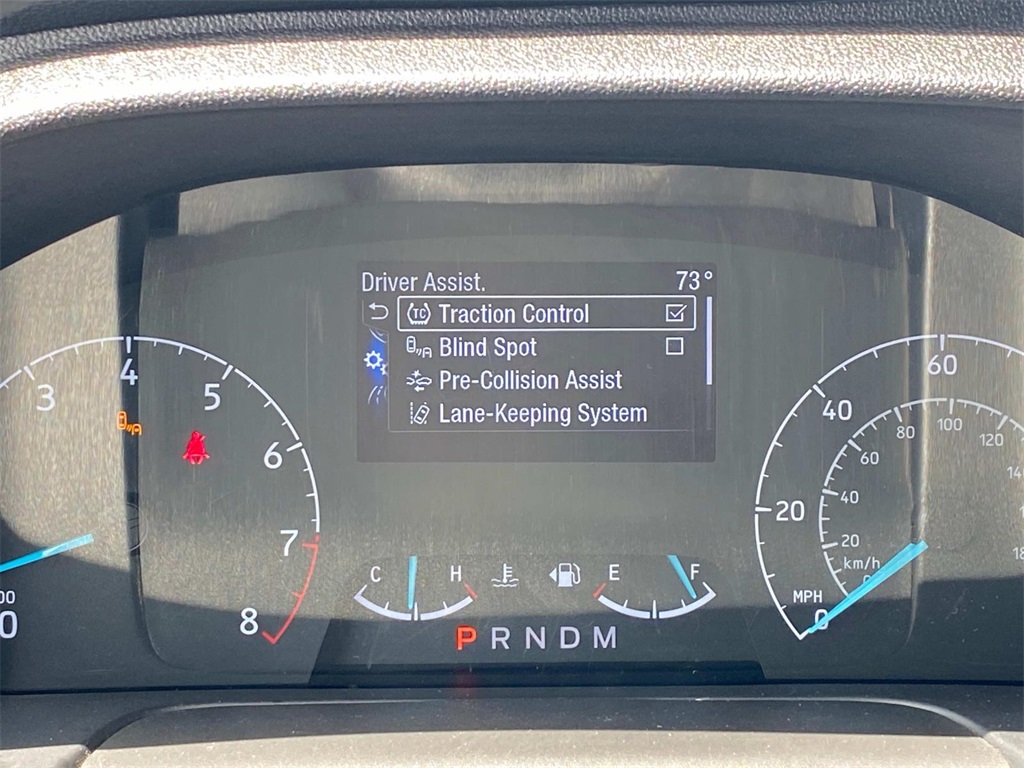 Driver Assist. 73°
TC Traction Control
Blind Spot
Pre-Collision Assist
Lane-Keeping System
3
4
5
6
7
8
C H
E F
P R N D M
0
20
40
60
MPH
20
40
60
80
100
120
km/h